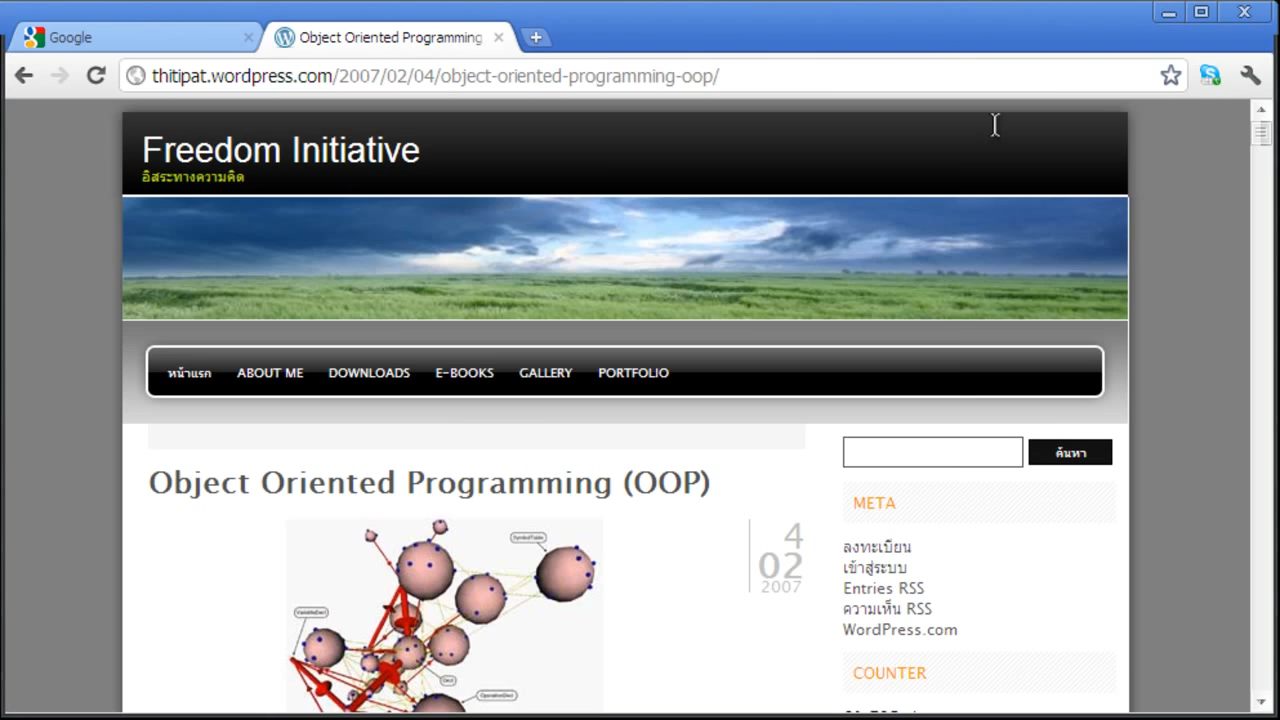 Google
Object Oriented Programming
thitipat.wordpress.com/2007/02/04/object-oriented-programming-oop/
Freedom Initiative
อิสระทางความคิด
หน้าแรก ABOUT ME DOWNLOADS E-BOOKS GALLERY PORTFOLIO
ค้นหา
Object Oriented Programming (OOP)
4
02
2007
META
ลงทะเบียน
เข้าสู่ระบบ
Entries RSS
ความเห็น RSS
WordPress.com
COUNTER
SymbolTable
VariableDecl
Decl
OperationDecl